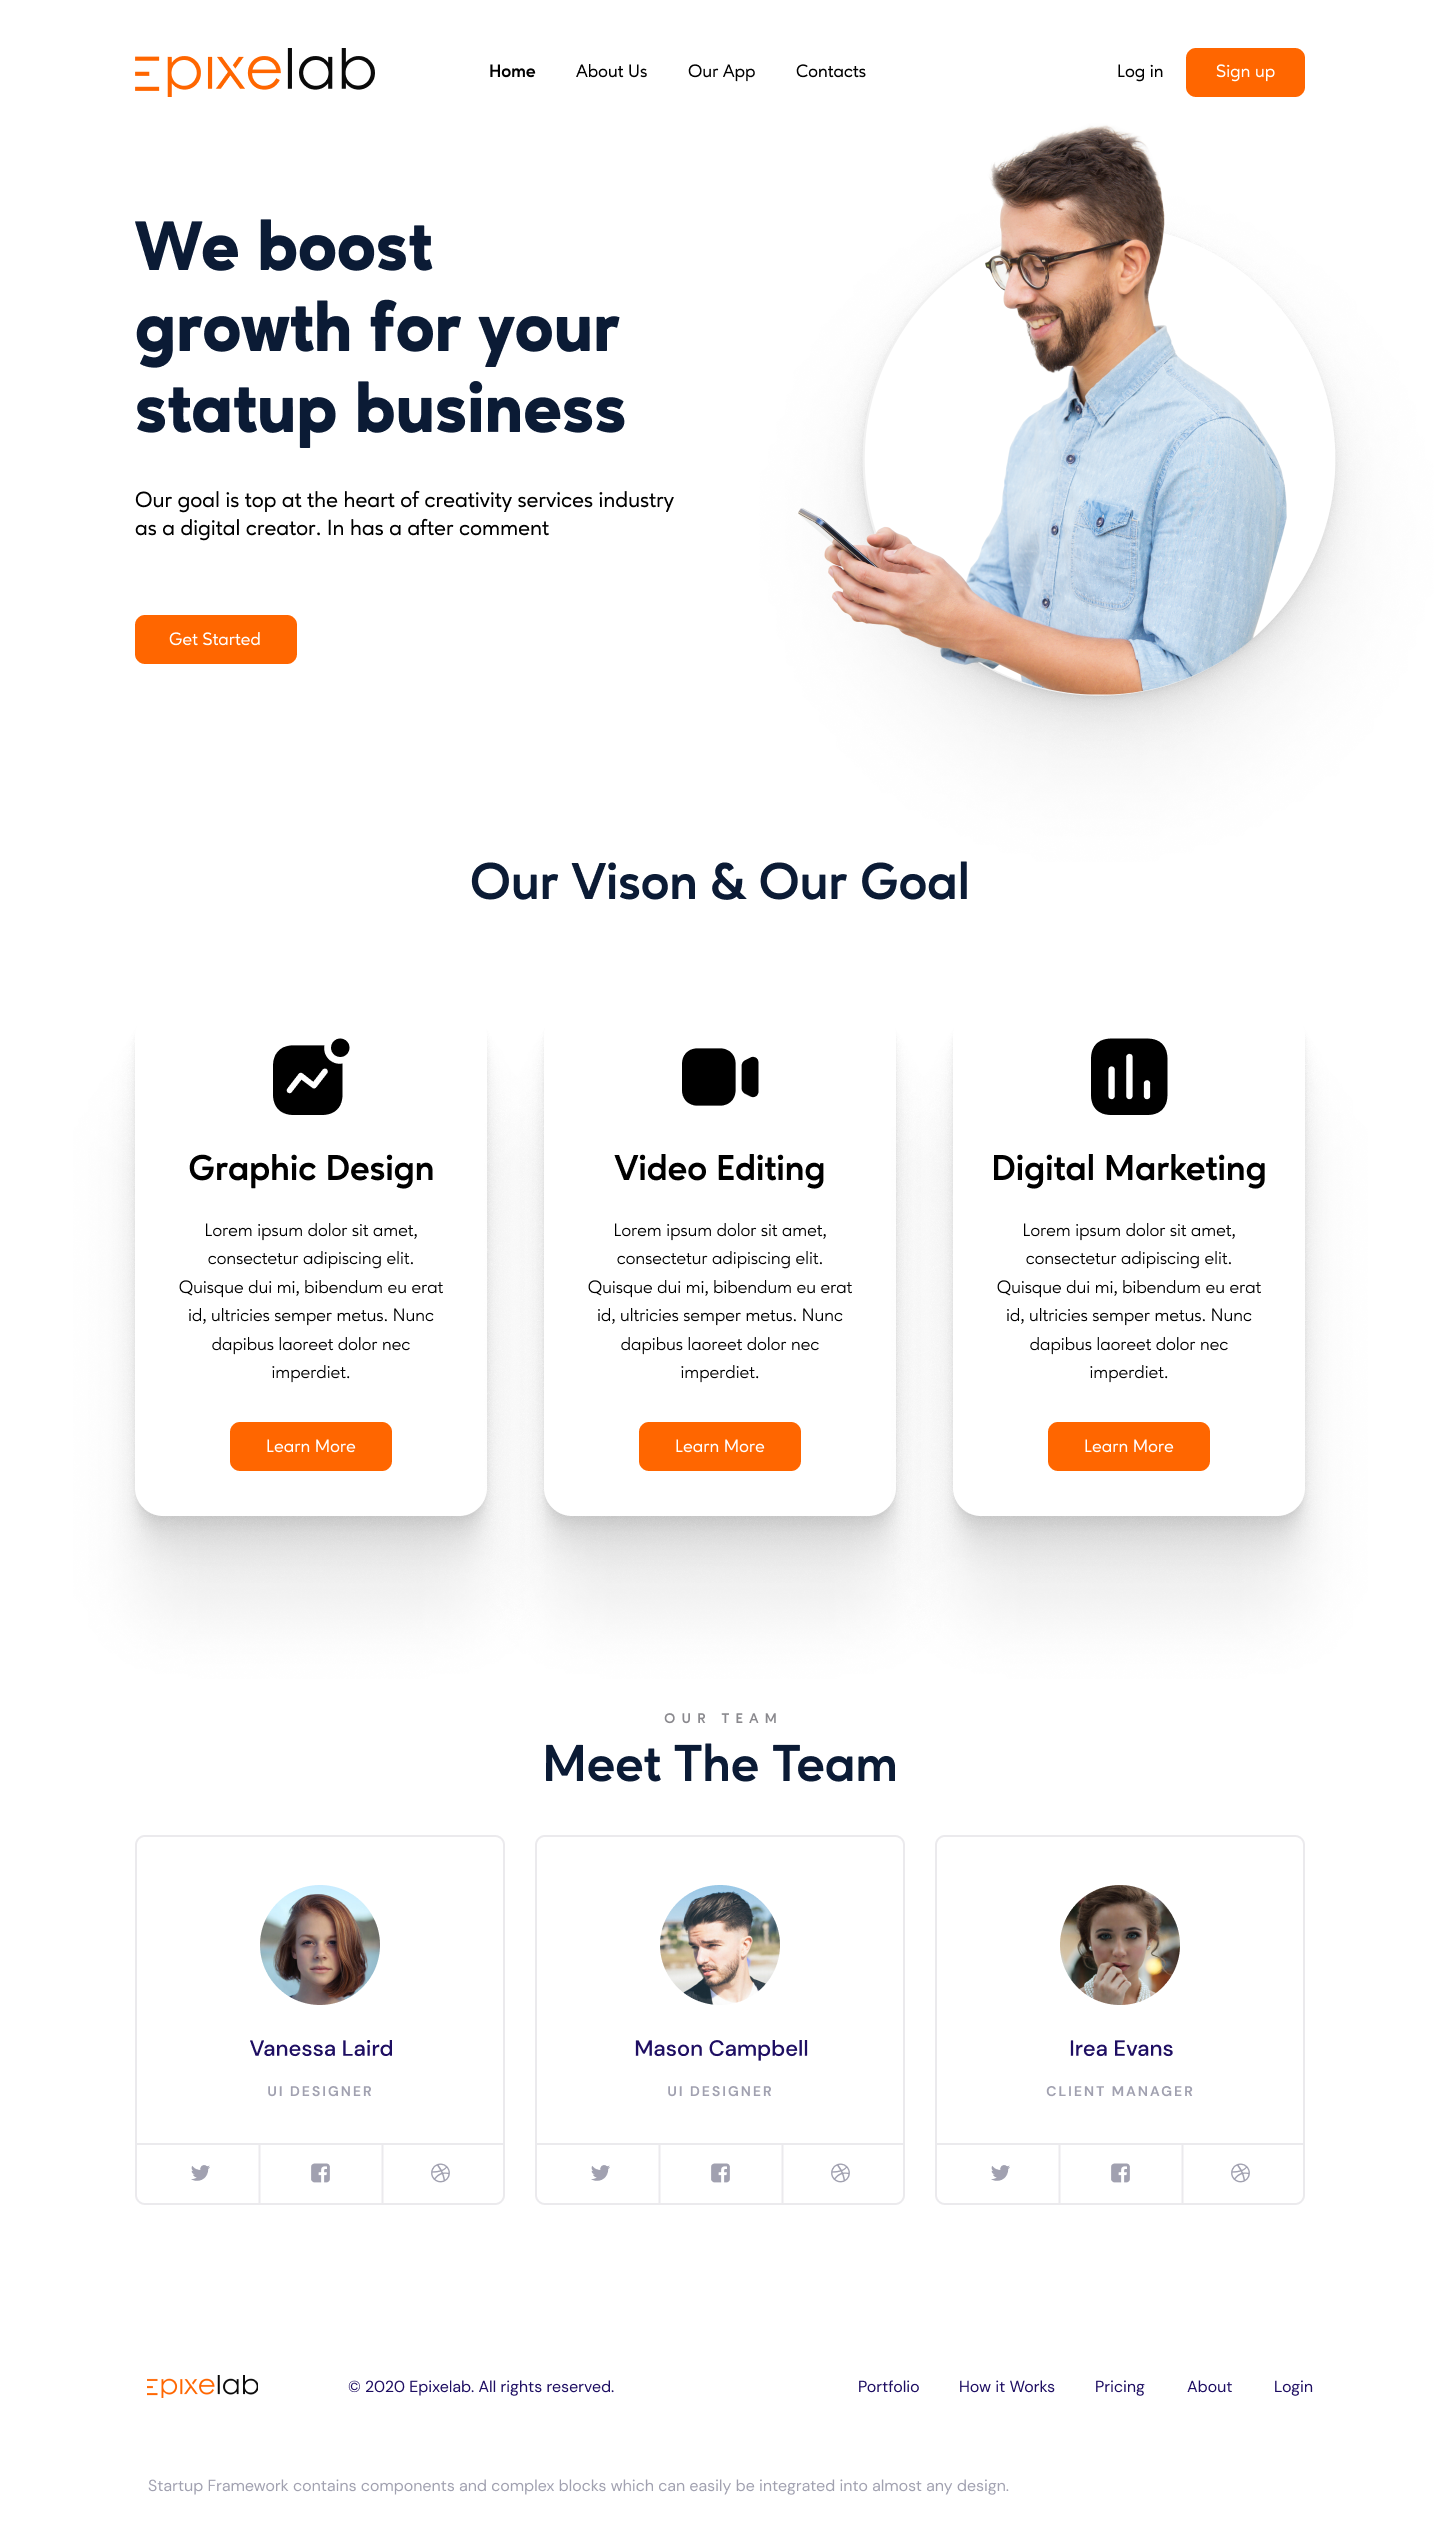 Epixelab
Home About Us Our App Contacts
Log in Sign up
We boost
growth for your
statup business
Our goal is top at the heart of creativity services industry
as a digital creator. In has a after comment
Get Started
Our Vison & Our Goal
Graphic Design
Lorem ipsum dolor sit amet,
consectetur adipiscing elit.
Quisque dui mi, bibendum eu erat
id, ultricies semper metus. Nunc
dapibus laoreet dolor nec
imperdiet.
Learn More
Video Editing
Lorem ipsum dolor sit amet,
consectetur adipiscing elit.
Quisque dui mi, bibendum eu erat
id, ultricies semper metus. Nunc
dapibus laoreet dolor nec
imperdiet.
Learn More
Digital Marketing
Lorem ipsum dolor sit amet,
consectetur adipiscing elit.
Quisque dui mi, bibendum eu erat
id, ultricies semper metus. Nunc
dapibus laoreet dolor nec
imperdiet.
Learn More
OUR TEAM
Meet The Team
Vanessa Laird
UI DESIGNER
Mason Campbell
UI DESIGNER
Irea Evans
CLIENT MANAGER
Epixelab
© 2020 Epixelab. All rights reserved.
Portfolio How it Works Pricing About Login
Startup Framework contains components and complex blocks which can easily be integrated into almost any design.